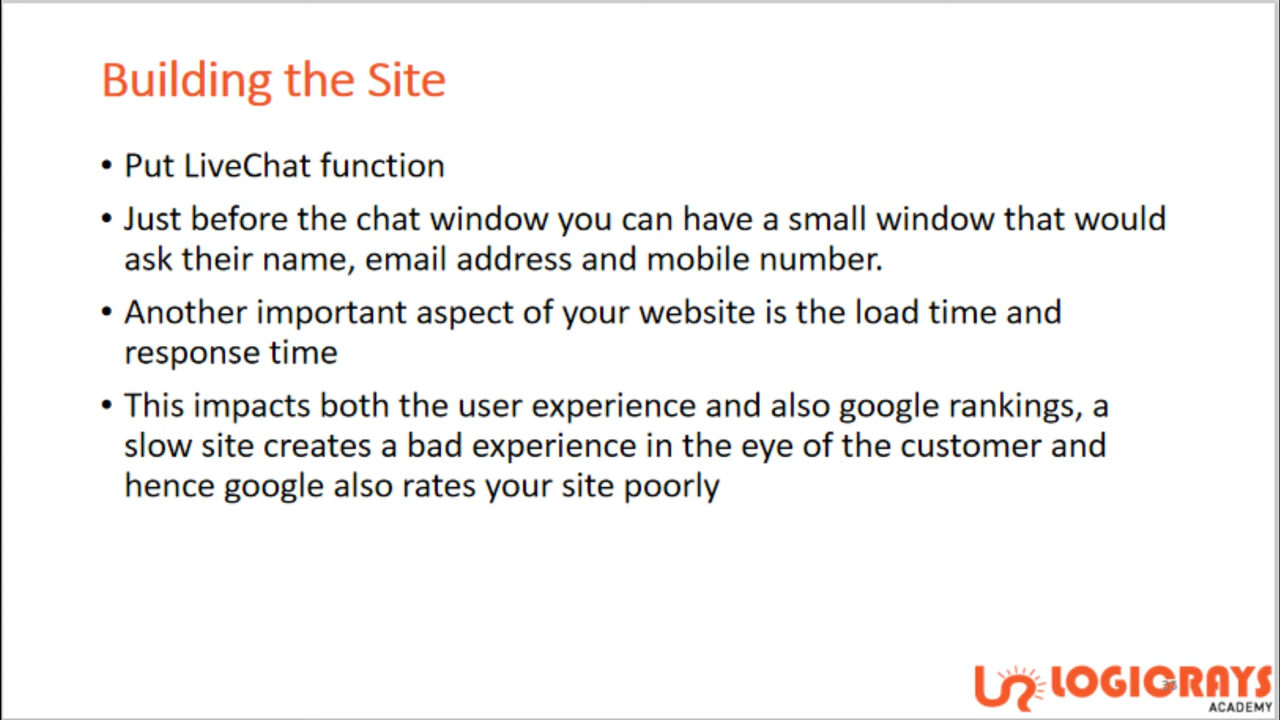 Building the Site
• Put LiveChat function
• Just before the chat window you can have a small window that would
ask their name, email address and mobile number.
• Another important aspect of your website is the load time and
response time
• This impacts both the user experience and also google rankings, a
slow site creates a bad experience in the eye of the customer and
hence google also rates your site poorly
LOGICRAYS
ACADEMY